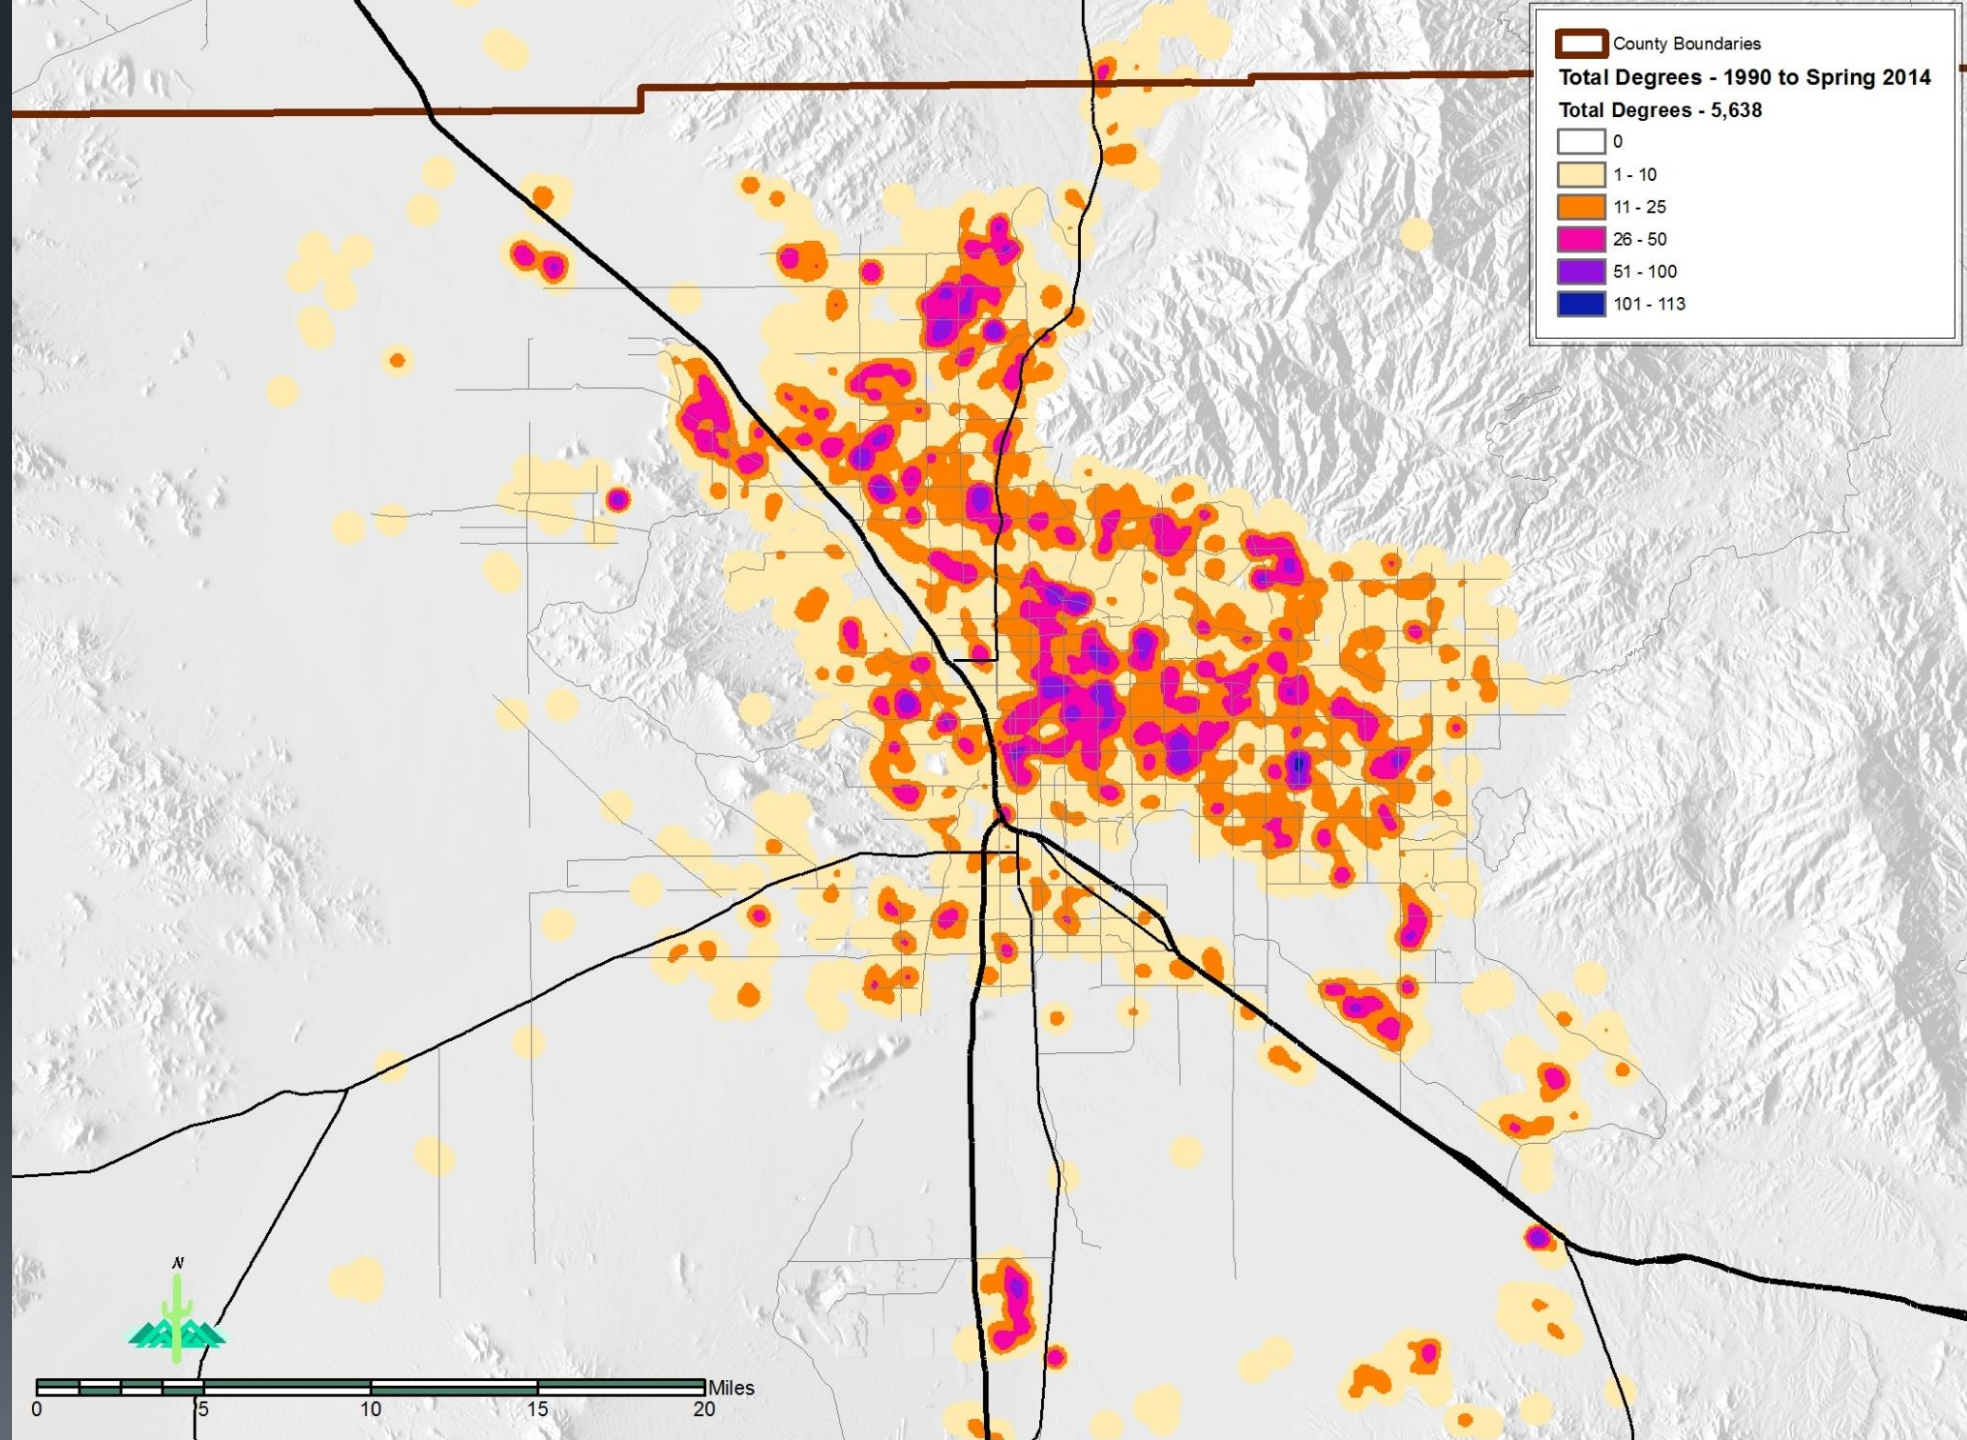 County Boundaries
Total Degrees - 1990 to Spring 2014
Total Degrees - 5,638
0
1 - 10
11 - 25
26 - 50
51 - 100
101 - 113
N
Miles
0 5 10 15 20